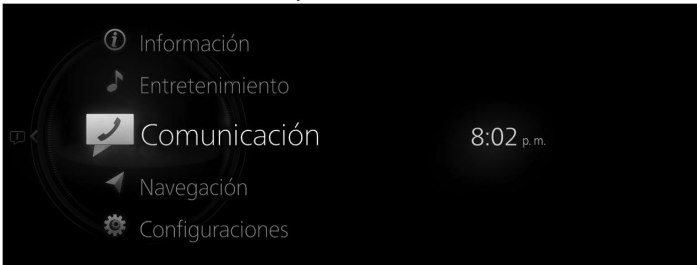 Información
Entretenimiento
Comunicación
8:02 p.m.
Navegación
Configuraciones